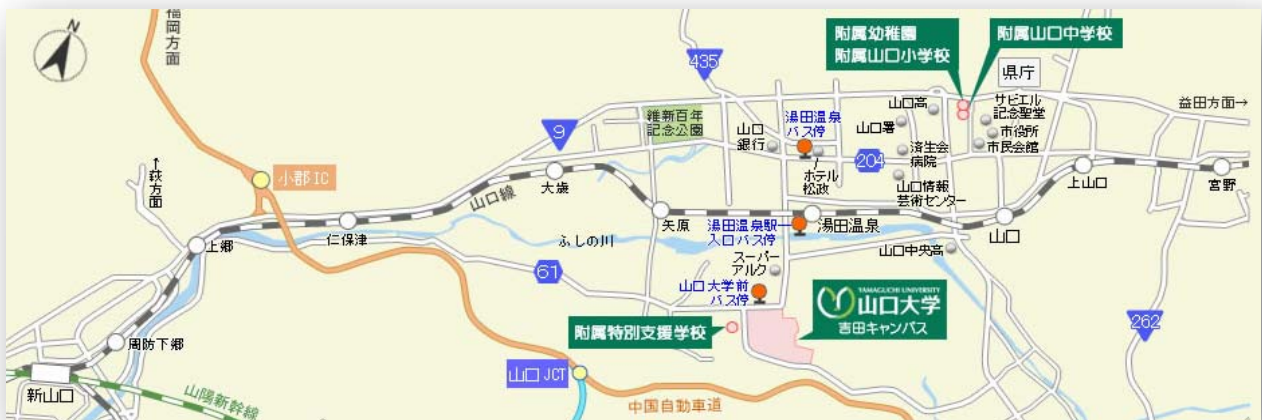 N
福岡方面
435
附属幼稚園
附属山口小学校
附属山口中学校
県庁
益田方面→
維新百年
記念公園
山口
銀行
湯田温泉
バス停
山口高
山口署
サビエル
記念聖堂
市役所
市民会館
9
204
済生会
病院
ホテル
松政
山口情報
芸術センター
上山口
宮野
←萩方面
小郡IC
山口線
大歳
矢原
湯田温泉駅
入口バス停
湯田温泉
山口
上郷
仁保津
ふしの川
山口中央高
61
スーパー
アルク
山口大学前
バス停
YAMAGUCHI UNIVERSITY
山口大学
吉田キャンパス
附属特別支援学校
262
周防下郷
新山口
山陽新幹線
山口JCT
中国自動車道